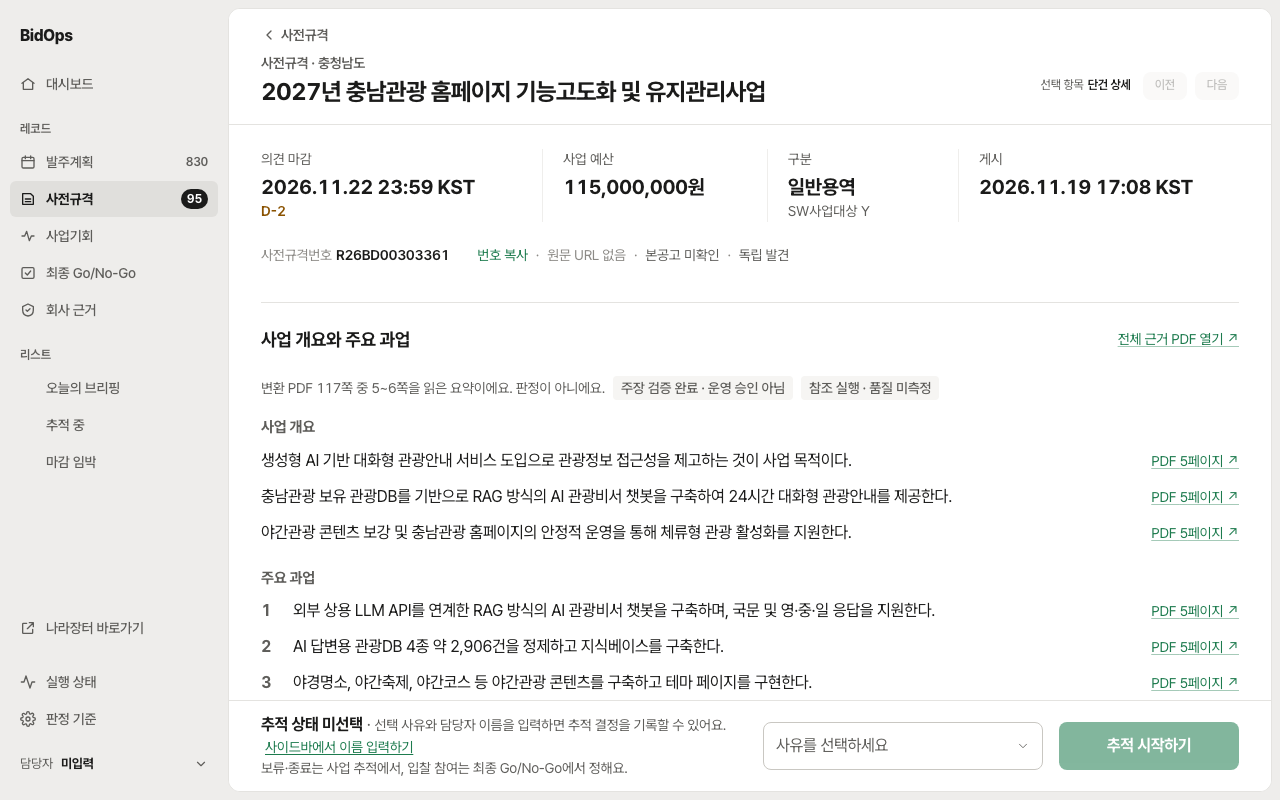 BidOps
대시보드
레코드
발주계획 830
사전규격 95
사업기회
최종 Go/No-Go
회사 근거
리스트
오늘의 브리핑
추적 중
마감 임박
나라장터 바로가기
실행 상태
판정 기준
담당자 미입력
사전규격
사전규격 · 충청남도
2027년 충남관광 홈페이지 기능고도화 및 유지관리사업
선택 항목 단건 상세 이전 다음
의견 마감
2026.11.22 23:59 KST
D-2
사업 예산
115,000,000원
구분
일반용역
SW사업대상 Y
게시
2026.11.19 17:08 KST
사전규격번호 R26BD00303361 번호 복사 · 원문 URL 없음 · 본공고 미확인 · 독립 발견
사업 개요와 주요 과업 전체 근거 PDF 열기 ↗
변환 PDF 117쪽 중 5~6쪽을 읽은 요약이에요. 판정이 아니에요. 주장 검증 완료 · 운영 승인 아님 참조 실행 · 품질 미측정
사업 개요
생성형 AI 기반 대화형 관광안내 서비스 도입으로 관광정보 접근성을 제고하는 것이 사업 목적이다. PDF 5페이지 ↗
충남관광 보유 관광DB를 기반으로 RAG 방식의 AI 관광비서 챗봇을 구축하여 24시간 대화형 관광안내를 제공한다. PDF 5페이지 ↗
야간관광 콘텐츠 보강 및 충남관광 홈페이지의 안정적 운영을 통해 체류형 관광 활성화를 지원한다. PDF 5페이지 ↗
주요 과업
1 외부 상용 LLM API를 연계한 RAG 방식의 AI 관광비서 챗봇을 구축하며, 국문 및 영·중·일 응답을 지원한다. PDF 5페이지 ↗
2 AI 답변용 관광DB 4종 약 2,906건을 정제하고 지식베이스를 구축한다. PDF 5페이지 ↗
3 야경명소, 야간축제, 야간코스 등 야간관광 콘텐츠를 구축하고 테마 페이지를 구현한다. PDF 5페이지 ↗
추적 상태 미선택 · 선택 사유와 담당자 이름을 입력하면 추적 결정을 기록할 수 있어요.
사이드바에서 이름 입력하기
보류·종료는 사업 추적에서, 입찰 참여는 최종 Go/No-Go에서 정해요.
사유를 선택하세요
추적 시작하기